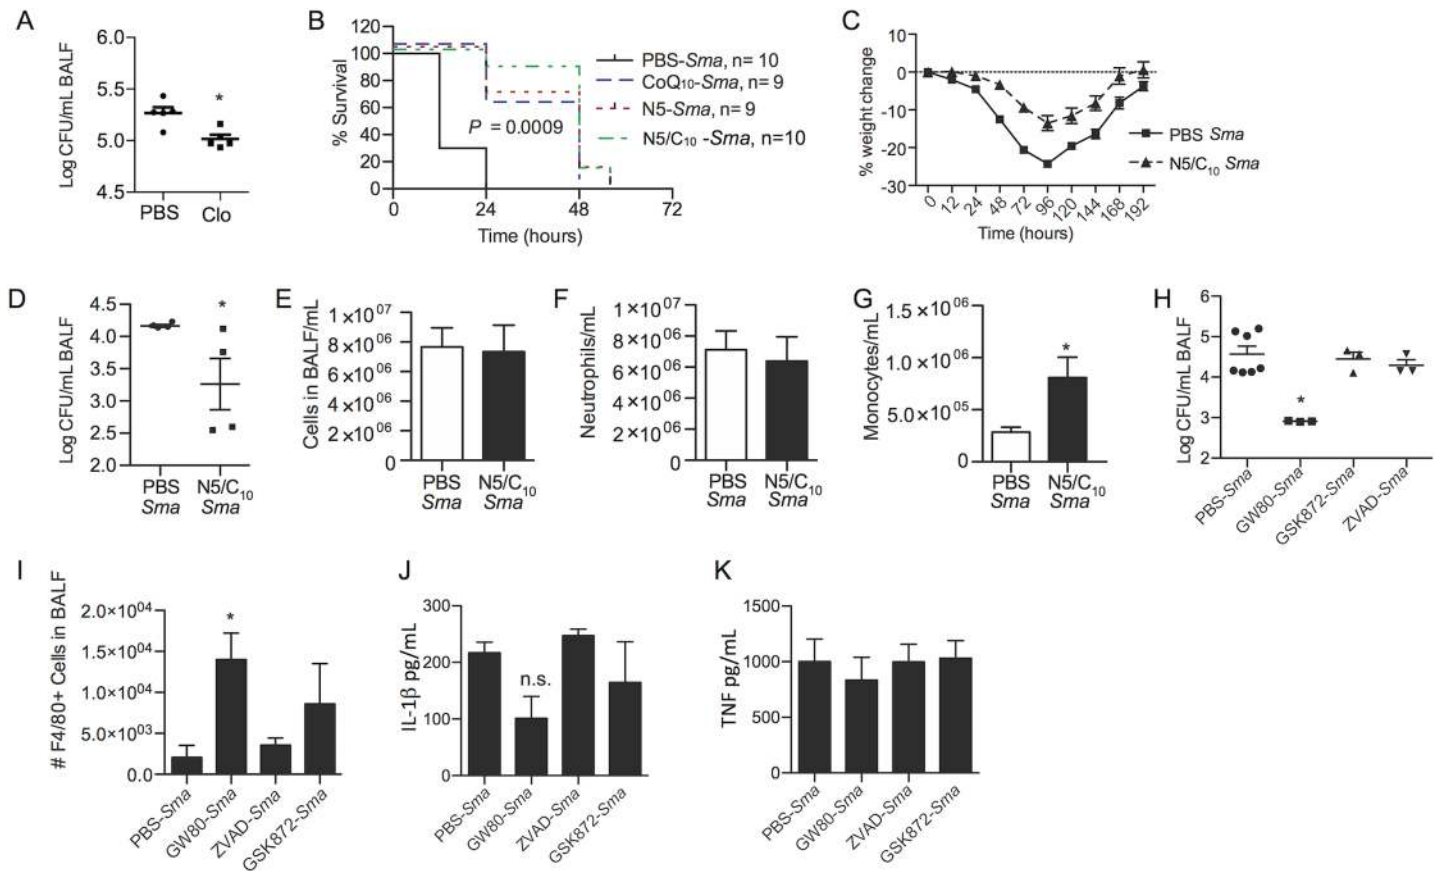 A
Log CFU/mL BALF
6.0
5.5
5.0
4.5
*
PBS
Clo
B
% Survival
120
100
80
60
40
20
0
P = 0.0009
PBS-Sma, n= 10
CoQ10-Sma, n= 9
N5-Sma, n= 9
N5/C10 -Sma, n=10
0
24
48
72
Time (hours)
C
% weight change
10
0
-10
-20
-30
PBS Sma
N5/C10 Sma
0
12
24
48
72
96
120
144
168
192
Time (hours)
D
Log CFU/mL BALF
4.5
4.0
3.5
3.0
2.5
2.0
*
PBS
Sma
N5/C10
Sma
E
Cells in BALF/mL
1×10^07
8×10^06
6×10^06
4×10^06
2×10^06
0
PBS
Sma
N5/C10
Sma
F
Neutrophils/mL
1×10^07
8×10^06
6×10^06
4×10^06
2×10^06
0
PBS
Sma
N5/C10
Sma
G
Monocytes/mL
1.5×10^06
1.0×10^06
5.0×10^05
0
*
PBS
Sma
N5/C10
Sma
H
Log CFU/mL BALF
6
5
4
3
2
*
PBS-Sma
GW80-Sma
GSK872-Sma
ZVAD-Sma
I
# F4/80+ Cells in BALF
2.0×10^04
1.5×10^04
1.0×10^04
5.0×10^03
0.0
*
PBS-Sma
GW80-Sma
ZVAD-Sma
GSK872-Sma
J
IL-1β pg/mL
300
200
100
0
n.s.
PBS-Sma
GW80-Sma
ZVAD-Sma
GSK872-Sma
K
TNF pg/mL
1500
1000
500
0
PBS-Sma
GW80-Sma
ZVAD-Sma
GSK872-Sma